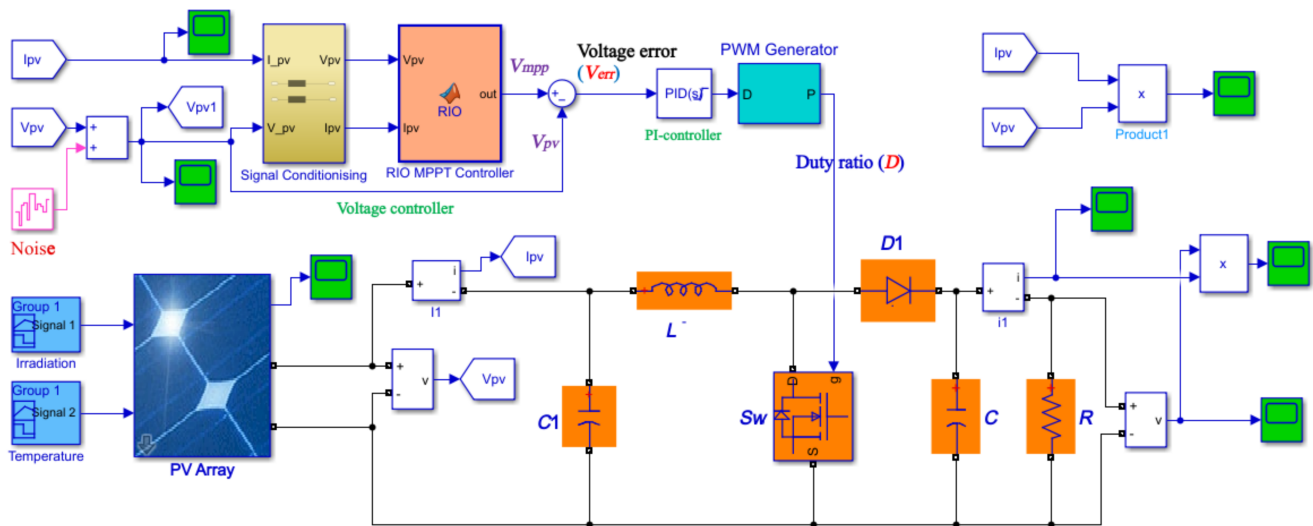 Ipv
I_pv
Vpv
Vpv
V_pv
Ipv
Signal Conditionising
Vpv
Ipv
RIO
out
RIO MPPT Controller
Vmpp
Vpv
+
-
Voltage error
(Verr)
PID(s)
PI-controller
PWM Generator
D
P
Duty ratio (D)
Ipv
Vpv
x
Product1
Vpv
+
+
Vpv1
Noise
Voltage controller
Group 1
Signal 1
Irradiation
Group 1
Signal 2
Temperature
PV Array
+
i
-
I1
Ipv
+
v
-
Vpv
C1
+
L
-
D
g
S
Sw
D1
+
C
+
i
-
i1
+
R
+
v
-
x